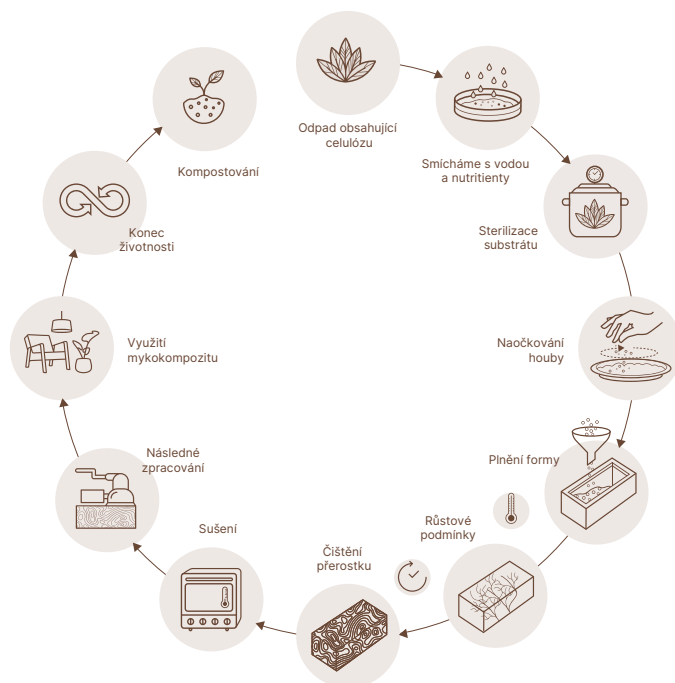 Odpad obsahující
celulózu
Smícháme s vodou
a nutritienty
Sterilizace
substrátu
Naočkování
houby
Plnění formy
Růstové
podmínky
Čištění
přerostku
Sušení
Následné
zpracování
Využití
mykokompozitu
Konec
životnosti
Kompostování